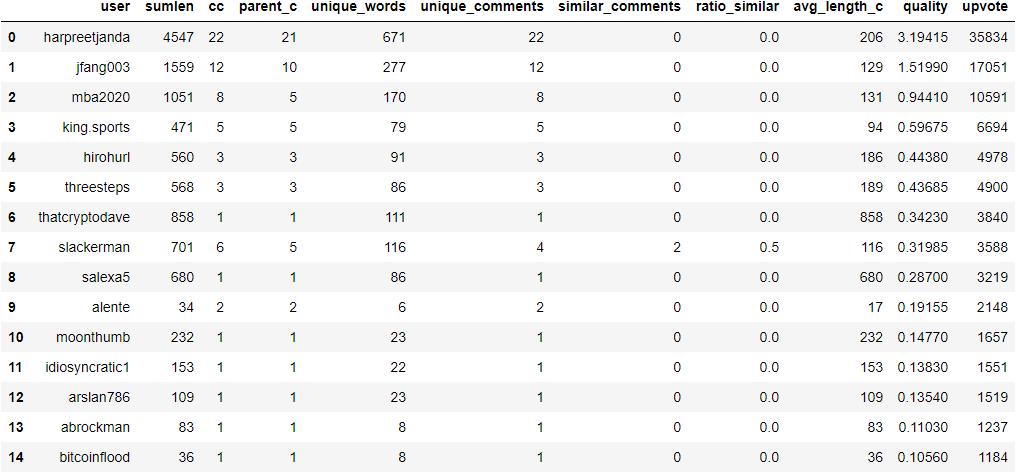 user sumlen cc parent_c unique_words unique_comments similar_comments ratio_similar avg_length_c quality upvote
0 harpreetjanda 4547 22 21 671 22 0 0.0 206 3.19415 35834
1 jfang003 1559 12 10 277 12 0 0.0 129 1.51990 17051
2 mba2020 1051 8 5 170 8 0 0.0 131 0.94410 10591
3 king.sports 471 5 5 79 5 0 0.0 94 0.59675 6694
4 hirohurl 560 3 3 91 3 0 0.0 186 0.44380 4978
5 threesteps 568 3 3 86 3 0 0.0 189 0.43685 4900
6 thatcryptodave 858 1 1 111 1 0 0.0 858 0.34230 3840
7 slackerman 701 6 5 116 4 2 0.5 116 0.31985 3588
8 salexa5 680 1 1 86 1 0 0.0 680 0.28700 3219
9 alente 34 2 2 6 2 0 0.0 17 0.19155 2148
10 moonthumb 232 1 1 23 1 0 0.0 232 0.14770 1657
11 idiosyncratic1 153 1 1 22 1 0 0.0 153 0.13830 1551
12 arslan786 109 1 1 23 1 0 0.0 109 0.13540 1519
13 abrockman 83 1 1 8 1 0 0.0 83 0.11030 1237
14 bitcoinflood 36 1 1 8 1 0 0.0 36 0.10560 1184